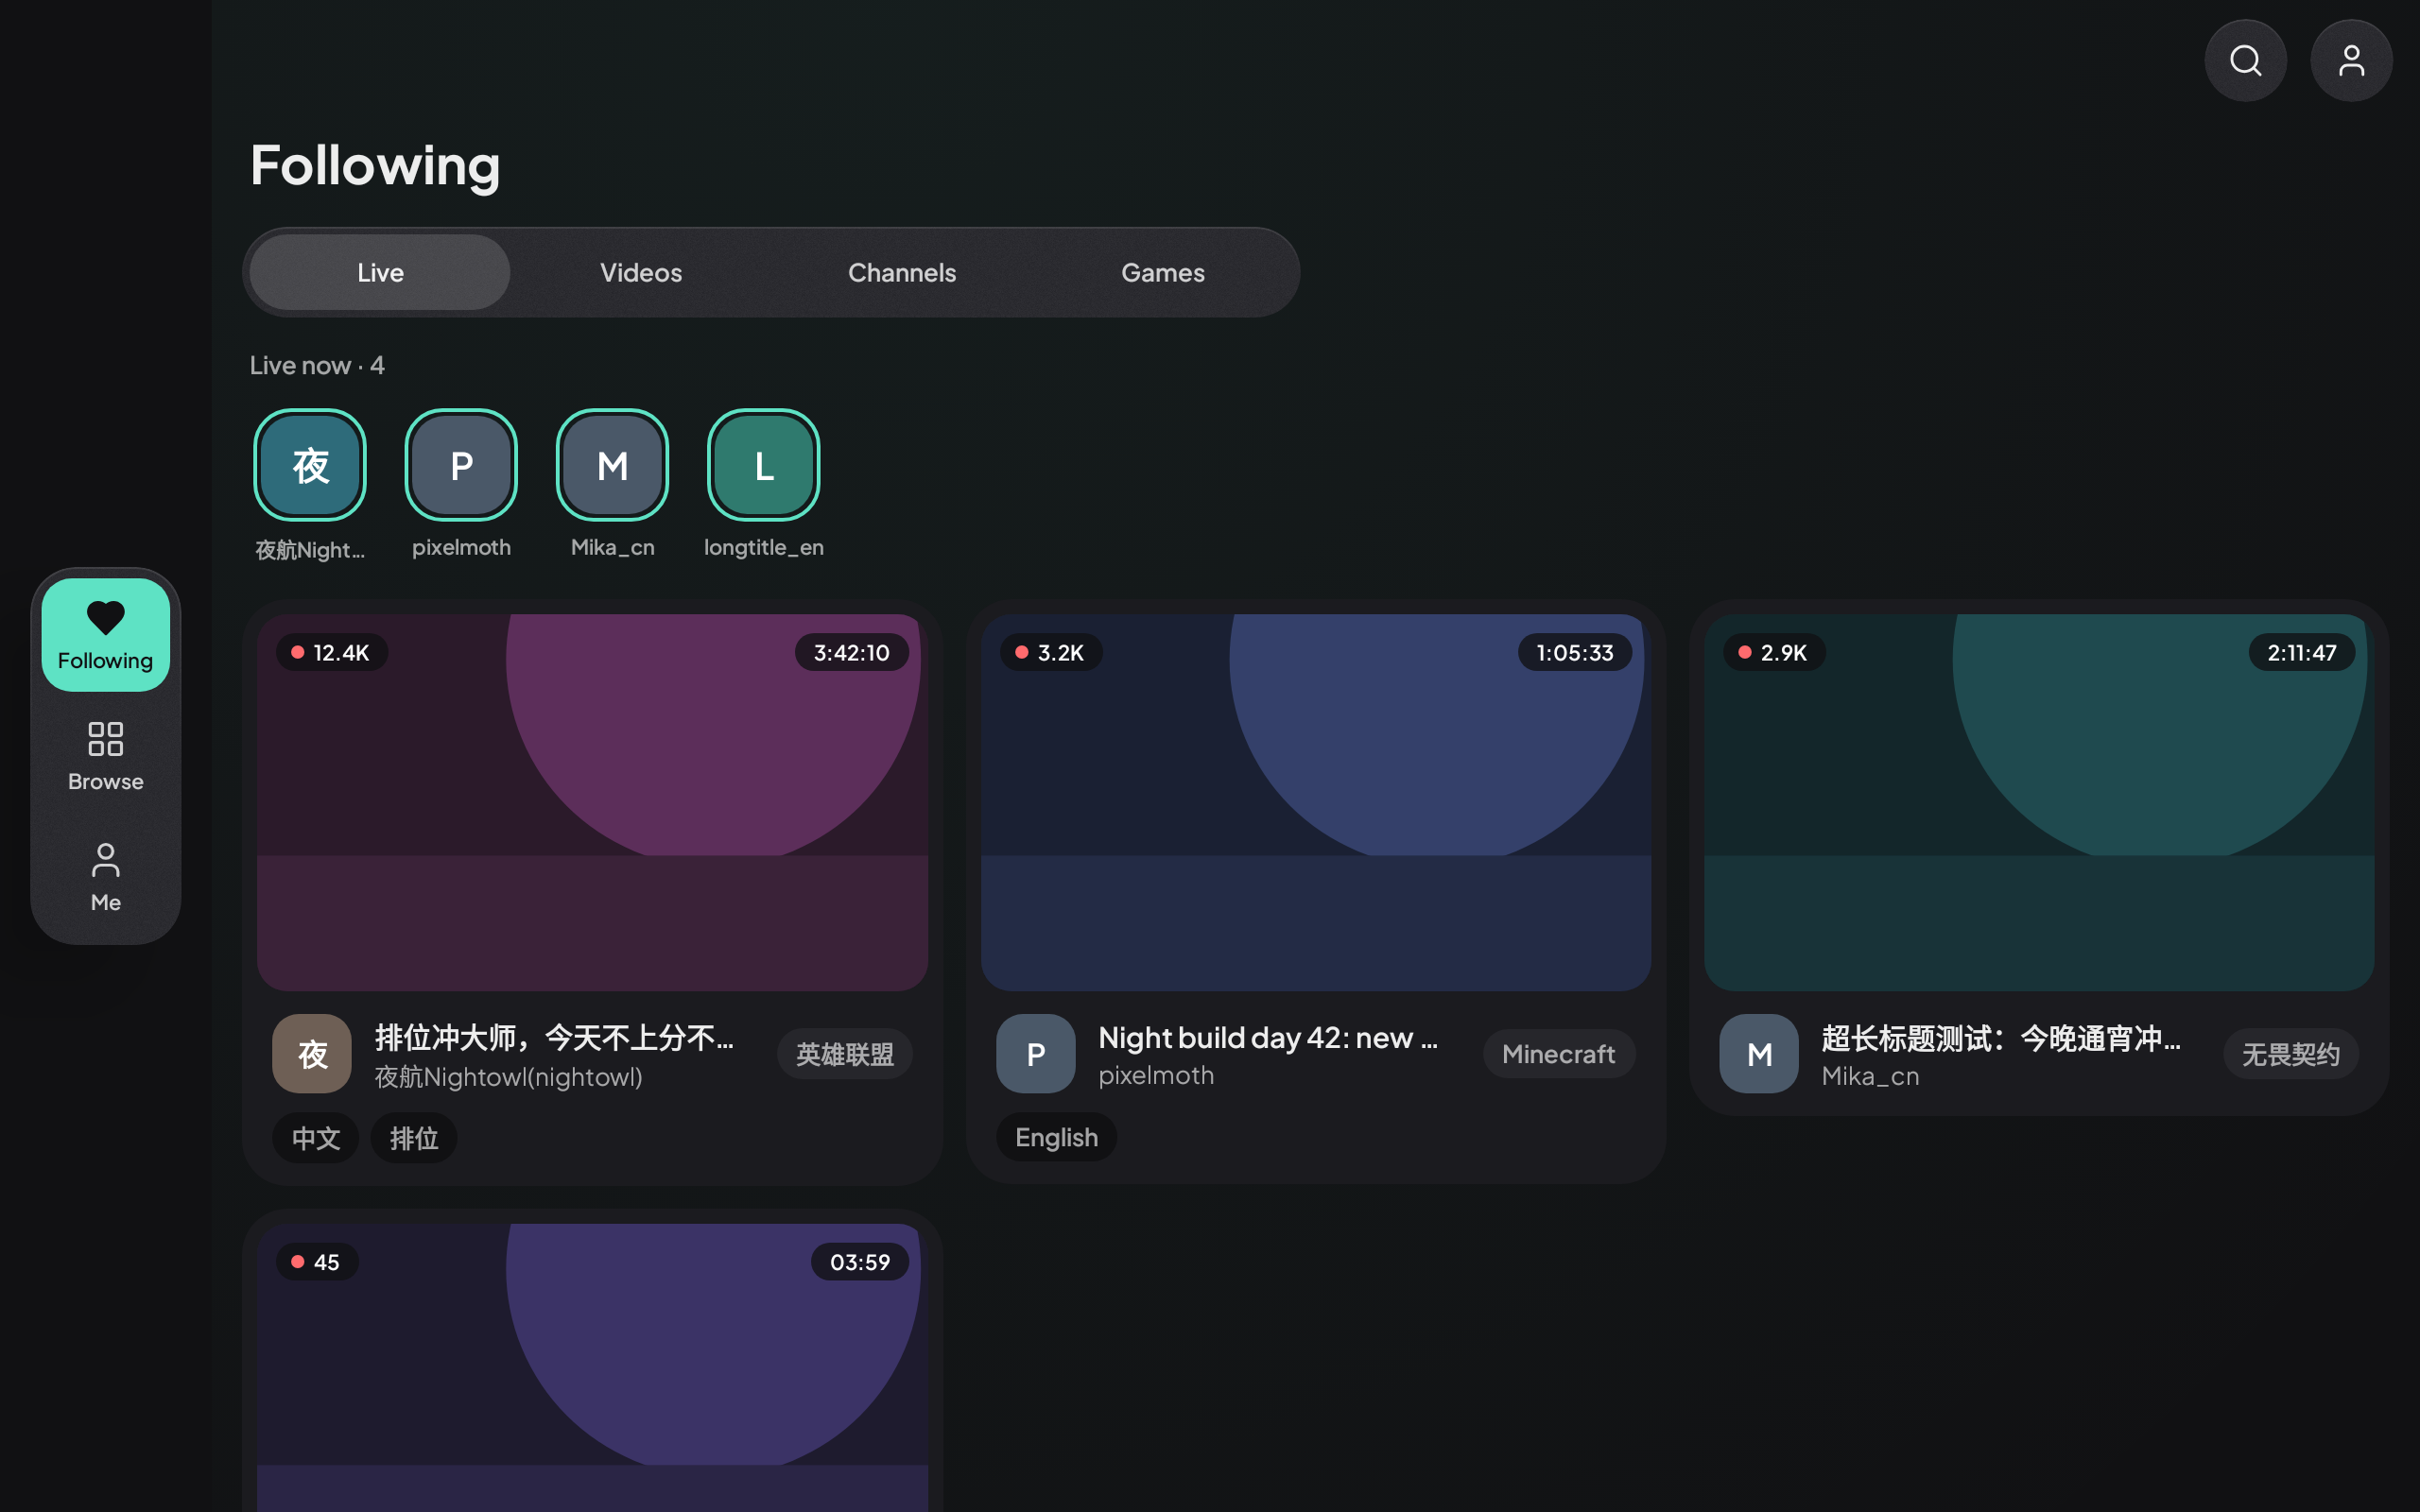 Following
Live
Videos
Channels
Games
Live now · 4
夜
P
M
L
夜航Night...
pixelmoth
Mika_cn
longtitle_en
Following
Browse
Me
12.4K
3:42:10
3.2K
1:05:33
2.9K
2:11:47
夜
排位冲大师，今天不上分不...
夜航Nightowl(nightowl)
英雄联盟
中文
排位
P
Night build day 42: new ...
pixelmoth
Minecraft
English
M
超长标题测试：今晚通宵冲...
Mika_cn
无畏契约
45
03:59